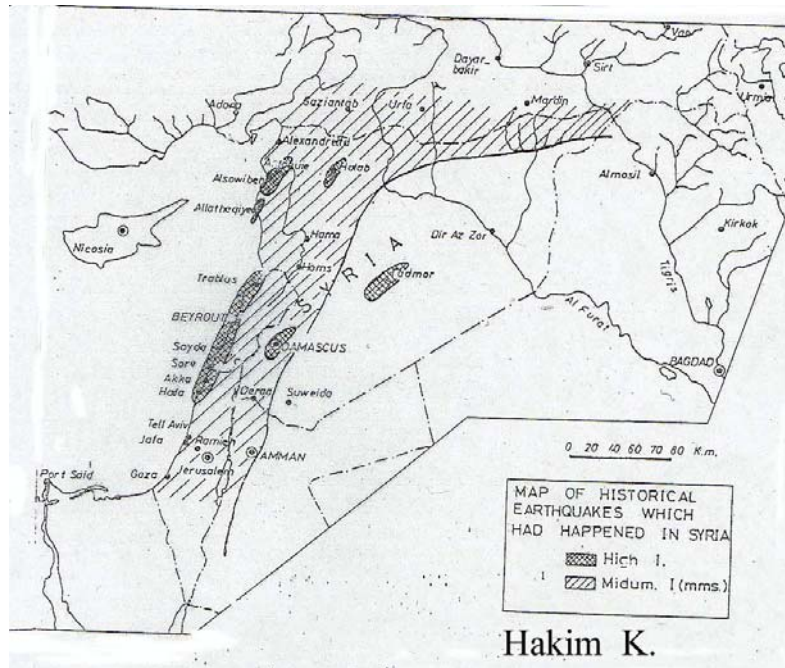 Van
Dayar_
bakir
Sirt
Urmia
Adana
Gaziantab
Urfa
Mardin
Alexandretta
Alsowibeh
Halab
Almosil
Allatheqiye
Nicosia
Hama
Dir Az Zor
Kirkok
Homs
SYRIA
Tadmor
Trablus
Tigris
BEYROUT
Al Furat
Sayda
DAMASCUS
Sore
BAGDAD
Akka
Haifa
Deraa
Suweida
Tell Aviv
Jafa
Ramleh
Jerusalem
AMMAN
0 20 40 60 70 80 K.m.
Port Said
Gaza
MAP OF HISTORICAL
EARTHQUAKES WHICH
HAD HAPPENED IN SYRIA
High I.
Midum. I (mms.)
Hakim K.